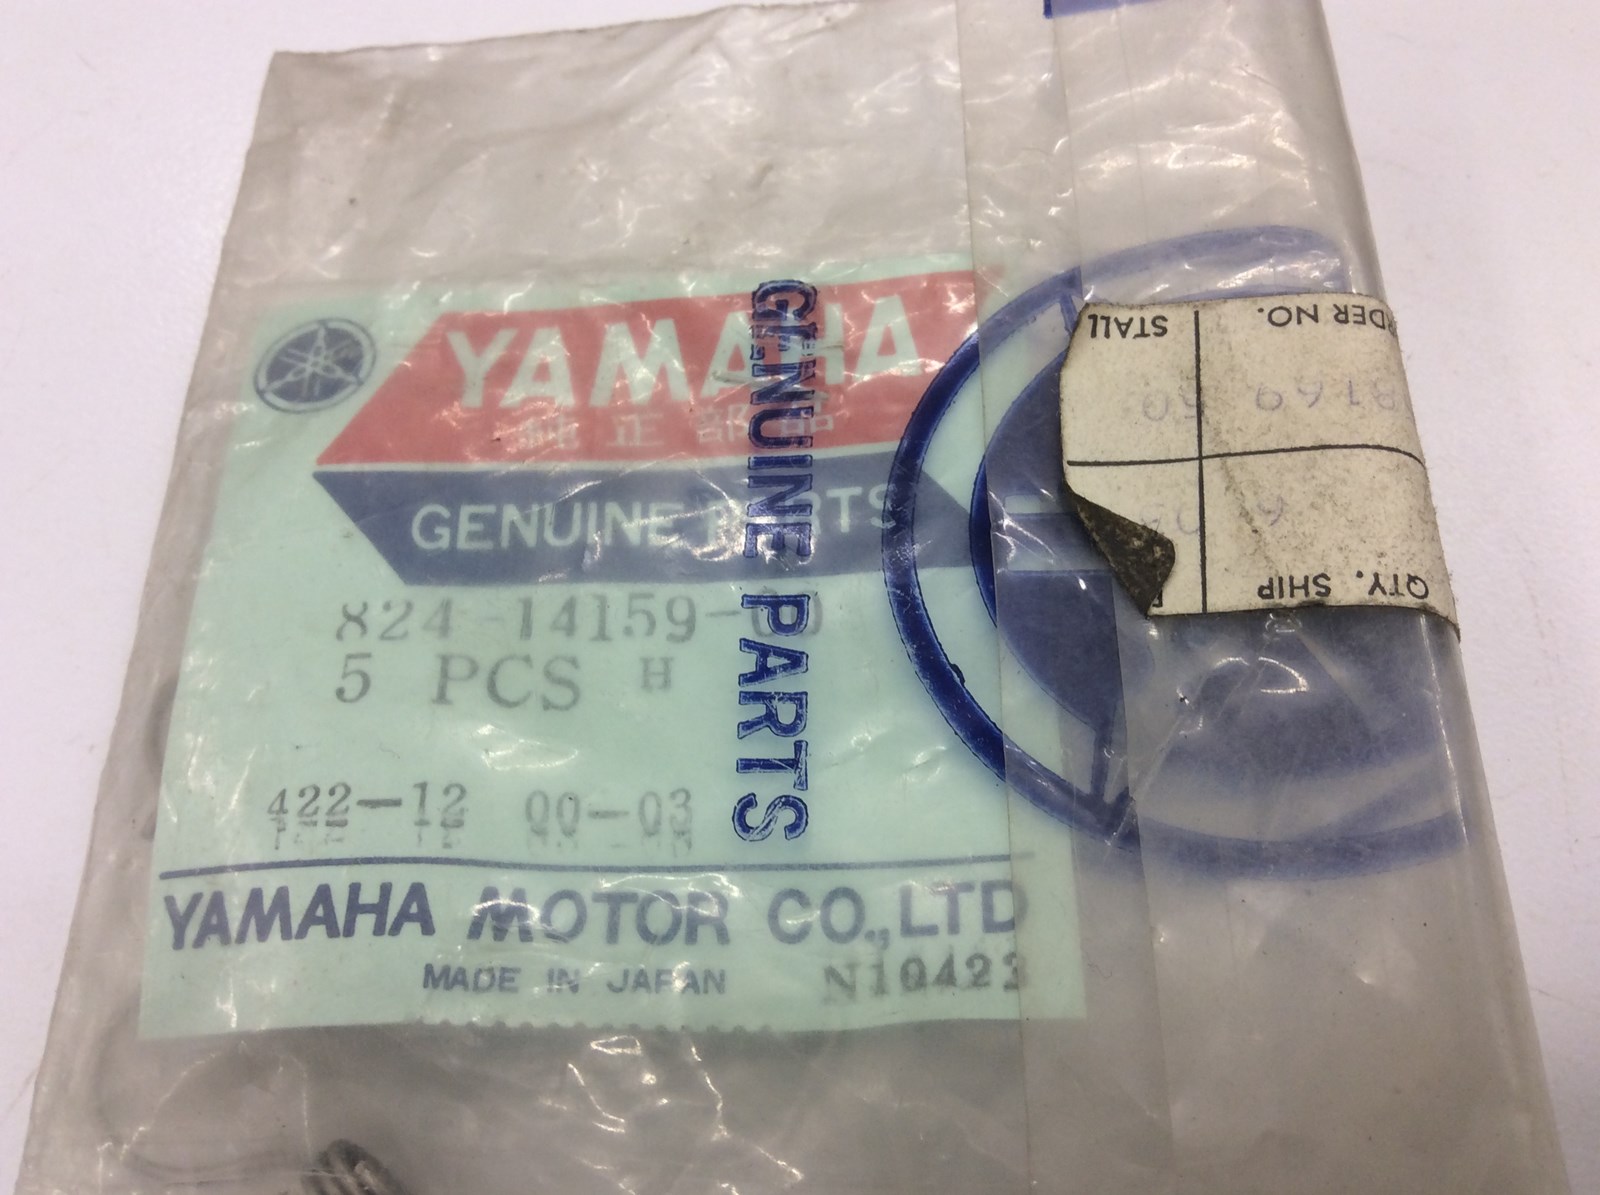 YAMAHA
純正部品
GENUINE PARTS
824-14159-00
5 PCS H
422-12 00-03
YAMAHA MOTOR CO.,LTD
MADE IN JAPAN N10423
GENUINE PARTS
STALL
NO.
QTY. SHIP